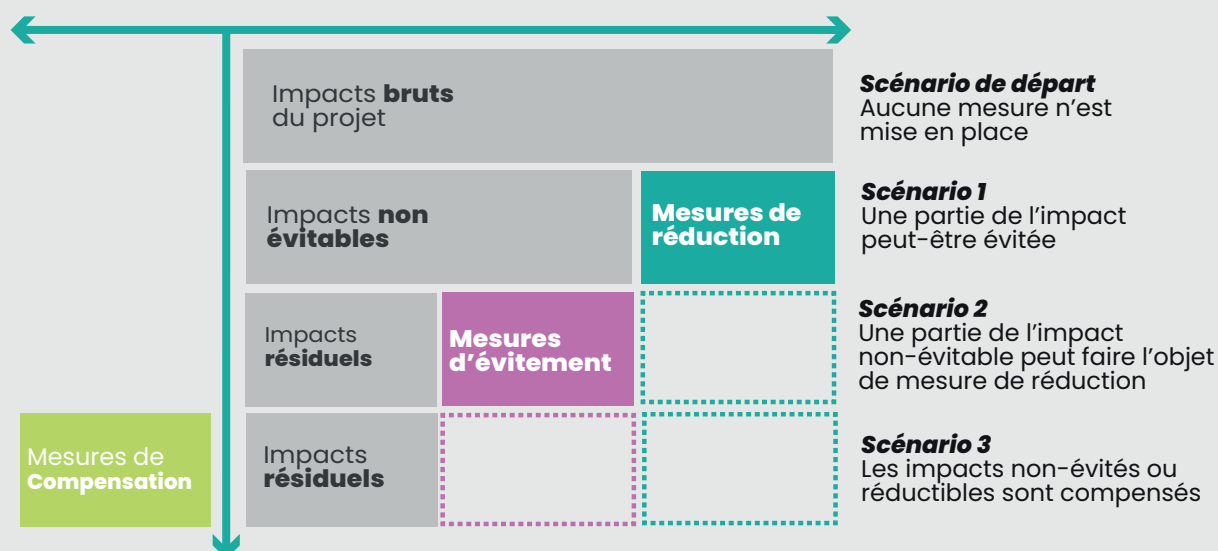 Impacts bruts
du projet
Scénario de départ
Aucune mesure n'est
mise en place
Impacts non
évitables
Mesures de
réduction
Scénario 1
Une partie de l'impact
peut-être évitée
Impacts
résiduels
Mesures
d'évitement
Scénario 2
Une partie de l'impact
non-évitable peut faire l'objet
de mesure de réduction
Mesures de
Compensation
Impacts
résiduels
Scénario 3
Les impacts non-évités ou
réductibles sont compensés